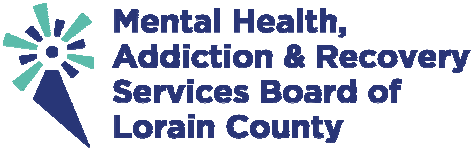 Mental Health,
Addiction & Recovery
Services Board of
Lorain County